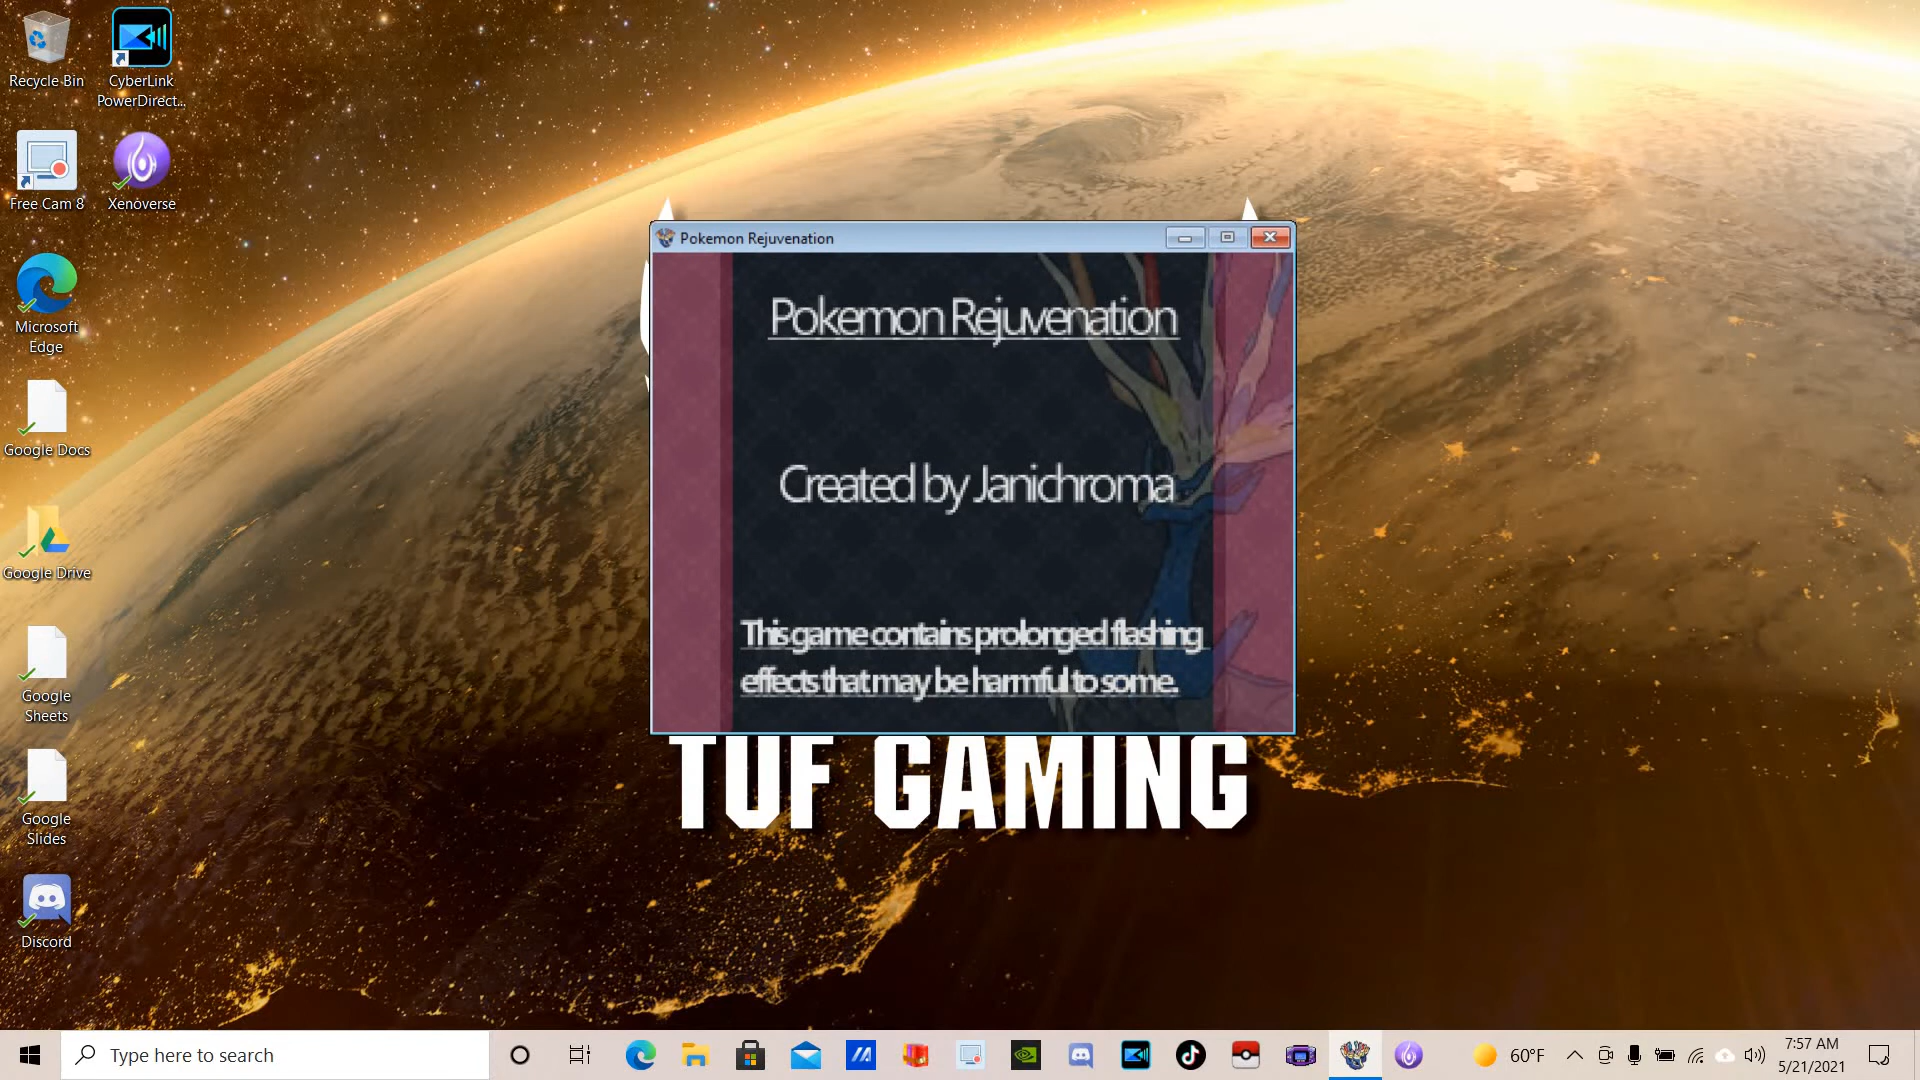 Recycle Bin
CyberLink
PowerDirect...
Free Cam 8
Xenoverse
Microsoft
Edge
Google Docs
Google Drive
Google
Sheets
Google
Slides
Discord
Pokemon Rejuvenation
Pokemon Rejuvenation
Created by Janichroma
This game contains prolonged flashing
effects that may be harmful to some.
TUF GAMING
Type here to search
60°F
7:57 AM
5/21/2021